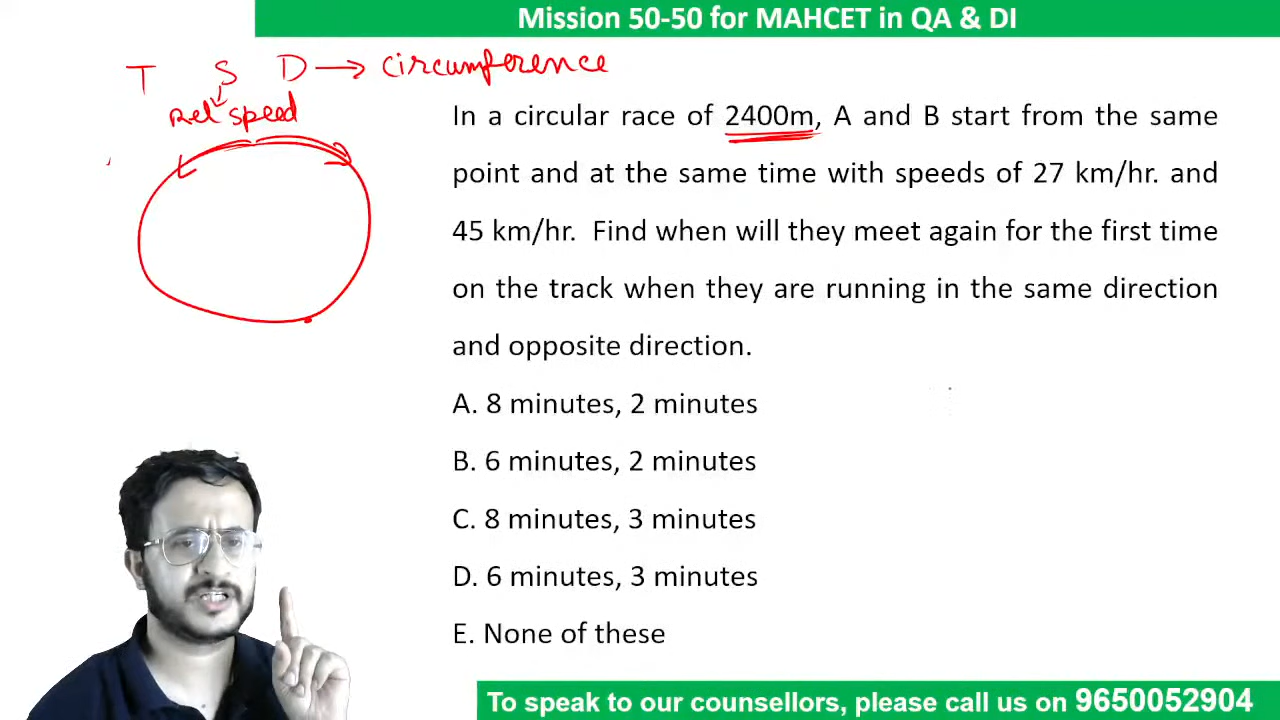 Mission 50-50 for MAHCET in QA & DI
T S D → circumference
Rel speed
In a circular race of 2400m, A and B start from the same
point and at the same time with speeds of 27 km/hr. and
45 km/hr. Find when will they meet again for the first time
on the track when they are running in the same direction
and opposite direction.
A. 8 minutes, 2 minutes
B. 6 minutes, 2 minutes
C. 8 minutes, 3 minutes
D. 6 minutes, 3 minutes
E. None of these
To speak to our counsellors, please call us on 9650052904